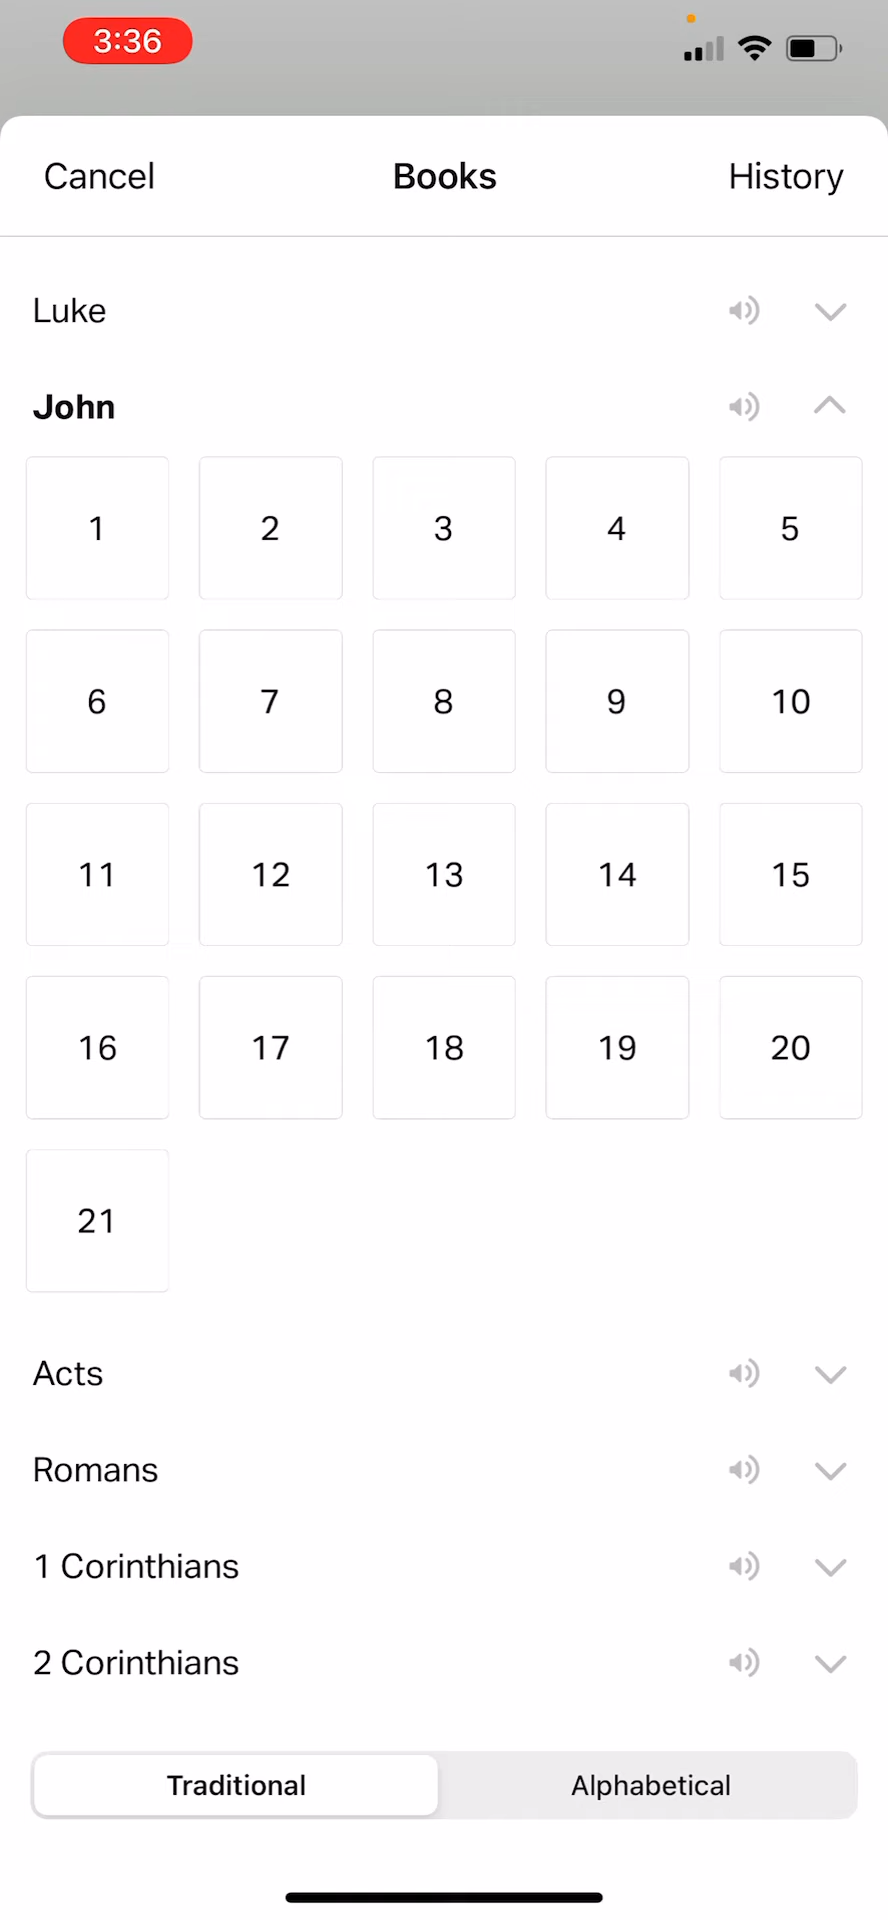 3:36
Cancel Books History
Luke
John
1 2 3 4 5
6 7 8 9 10
11 12 13 14 15
16 17 18 19 20
21
Acts
Romans
1 Corinthians
2 Corinthians
Traditional Alphabetical